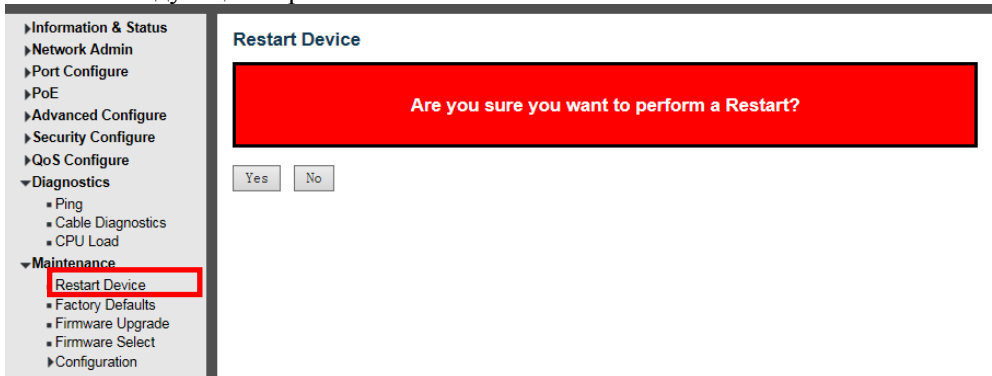 Information & Status
Network Admin
Port Configure
PoE
Advanced Configure
Security Configure
QoS Configure
Diagnostics
Ping
Cable Diagnostics
CPU Load
Maintenance
Restart Device
Factory Defaults
Firmware Upgrade
Firmware Select
Configuration
Restart Device
Are you sure you want to perform a Restart?
Yes No